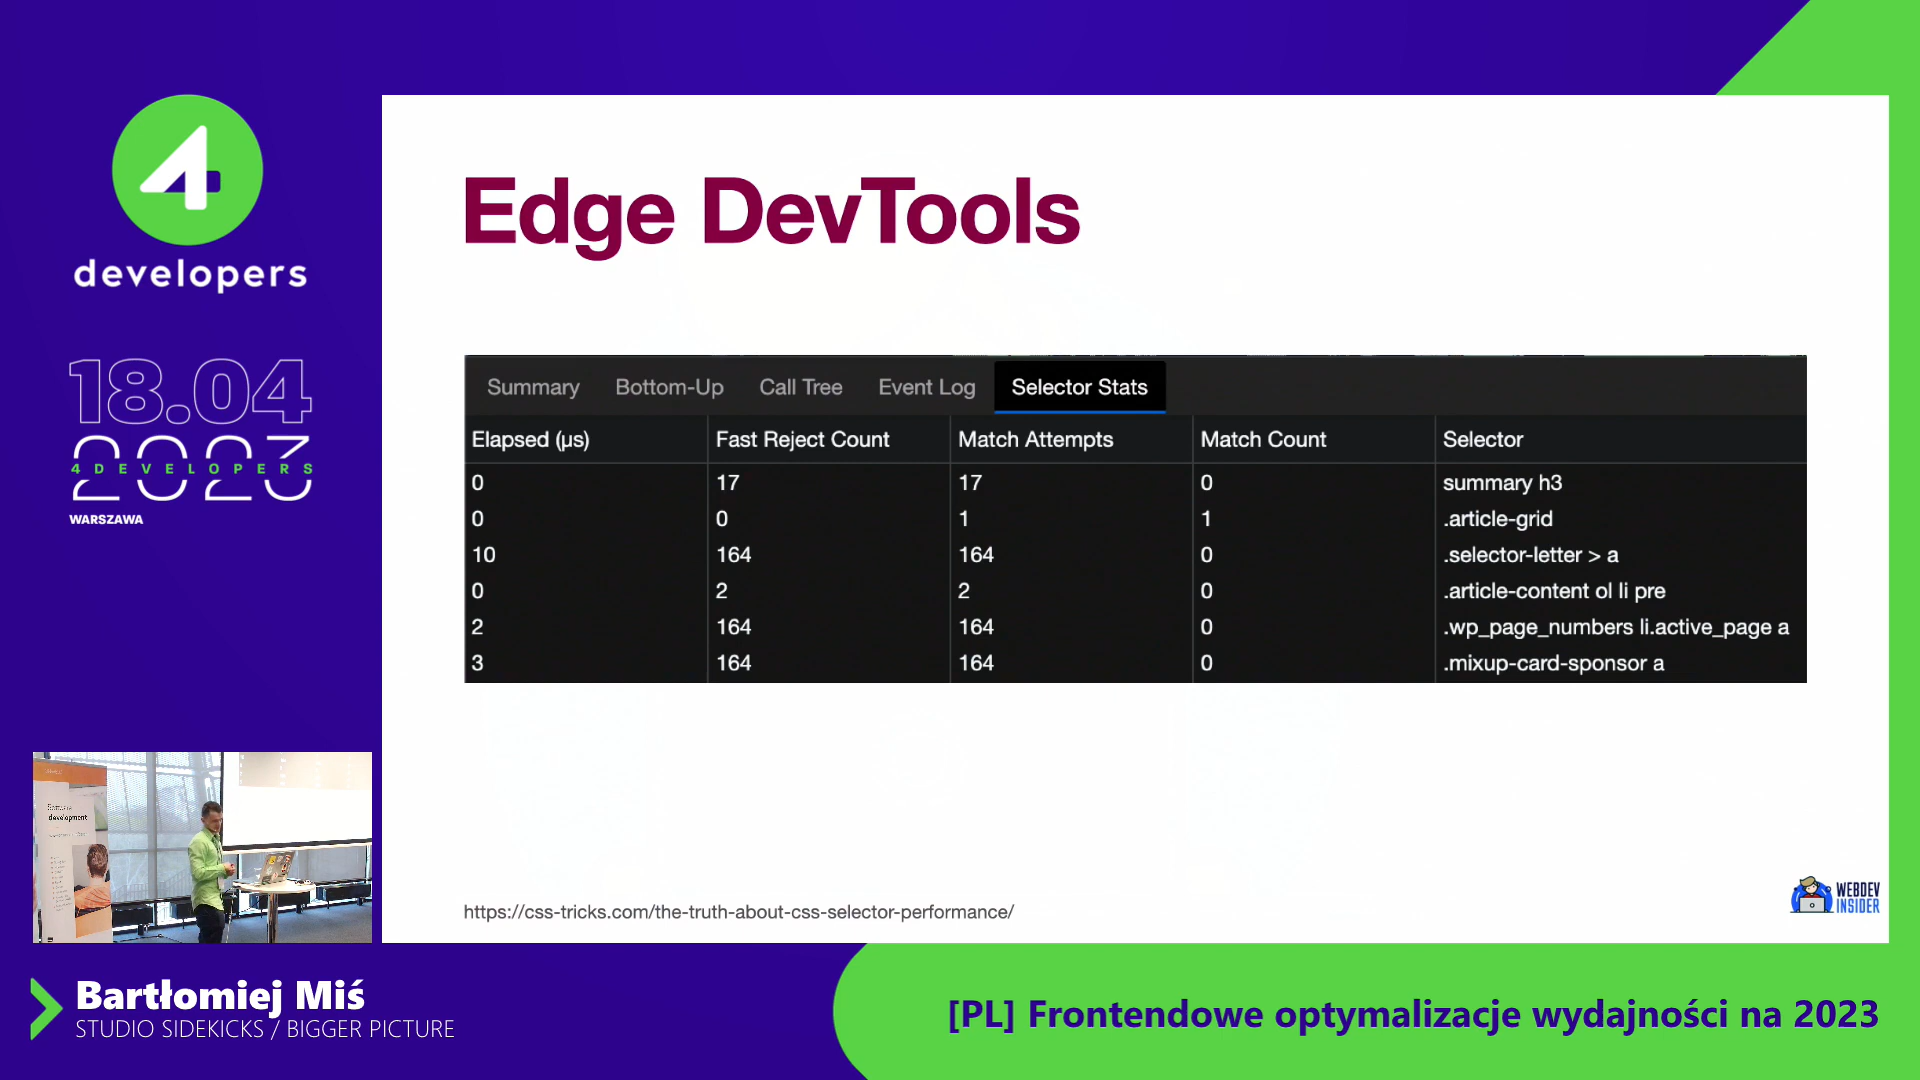 4
developers
18.04
2023
4DEVELOPERS
WARSZAWA
Edge DevTools
Summary Bottom-Up Call Tree Event Log Selector Stats
Elapsed (µs) Fast Reject Count Match Attempts Match Count Selector
0 17 17 0 summary h3
0 0 1 1 .article-grid
10 164 164 0 .selector-letter > a
0 2 2 0 .article-content ol li pre
2 164 164 0 .wp_page_numbers li.active_page a
3 164 164 0 .mixup-card-sponsor a
https://css-tricks.com/the-truth-about-css-selector-performance/
WEBDEV
INSIDER
Software
development
Bartłomiej Miś
STUDIO SIDEKICKS / BIGGER PICTURE
[PL] Frontendowe optymalizacje wydajności na 2023